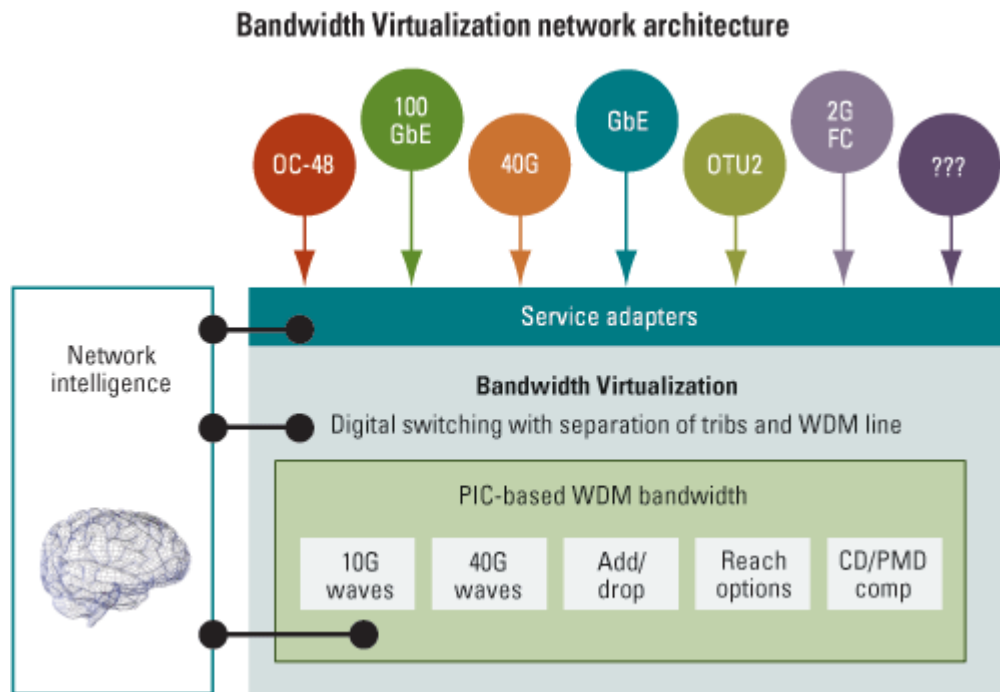 Bandwidth Virtualization network architecture
OC-48
100
GbE
40G
GbE
OTU2
2G
FC
???
Service adapters
Network
intelligence
Bandwidth Virtualization
Digital switching with separation of tribs and WDM line
PIC-based WDM bandwidth
10G
waves
40G
waves
Add/
drop
Reach
options
CD/PMD
comp